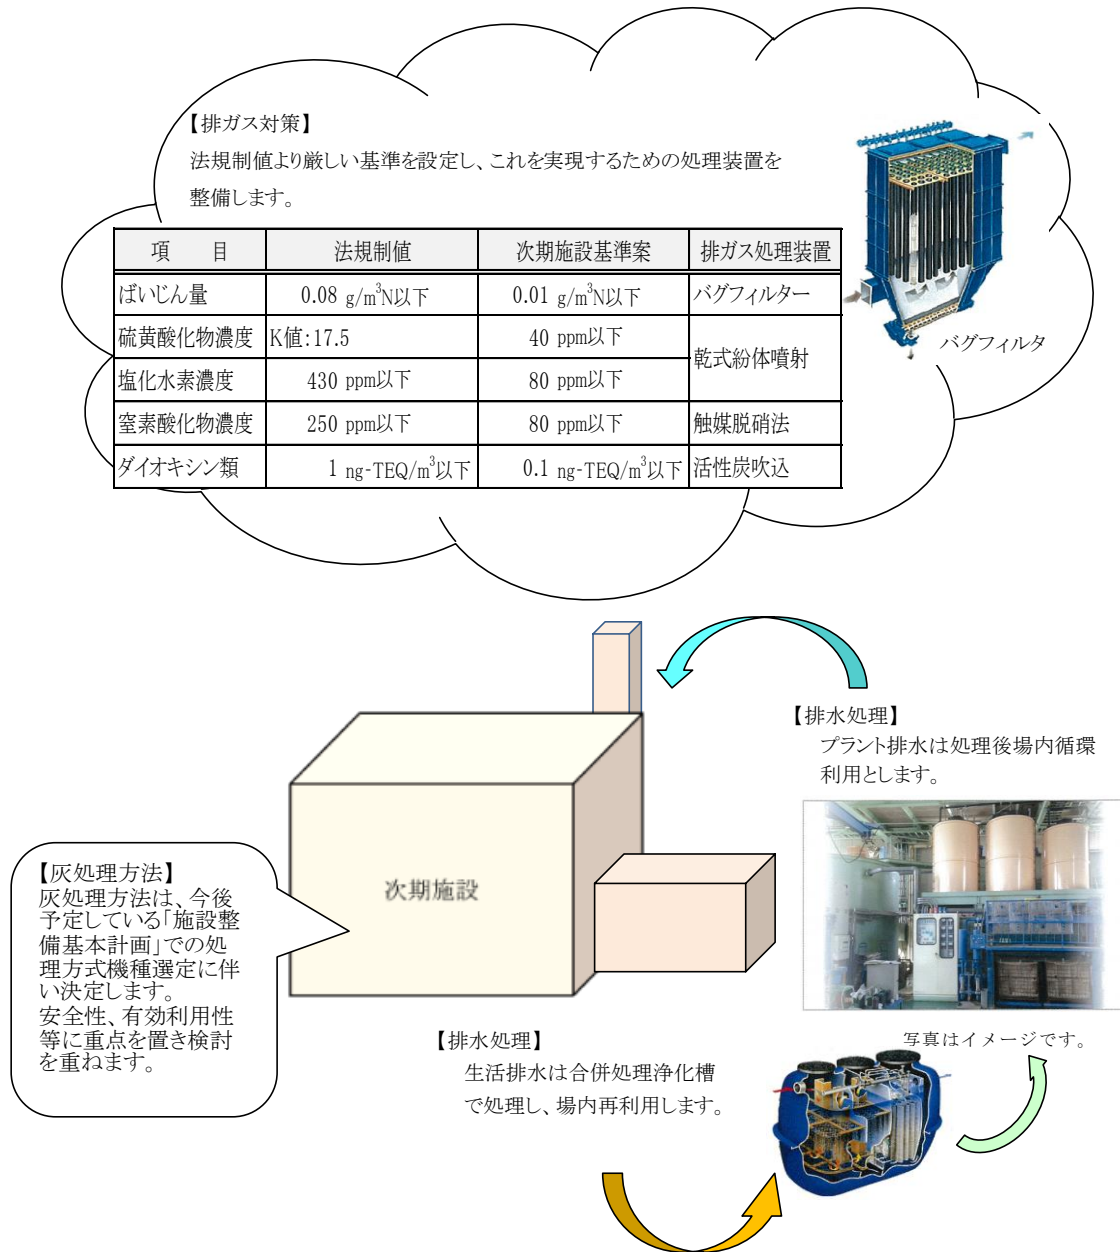 【排ガス対策】
法規制値より厳しい基準を設定し、これを実現するための処理装置を
整備します。
項　　目 法規制値 次期施設基準案 排ガス処理装置
ばいじん量 0.08 g/m³N以下 0.01 g/m³N以下 バグフィルター
硫黄酸化物濃度 K値:17.5 40 ppm以下 乾式紛体噴射
塩化水素濃度 430 ppm以下 80 ppm以下
窒素酸化物濃度 250 ppm以下 80 ppm以下 触媒脱硝法
ダイオキシン類 1 ng-TEQ/m³以下 0.1 ng-TEQ/m³以下 活性炭吹込
バグフィルタ
【排水処理】
プラント排水は処理後場内循環
利用とします。
写真はイメージです。
次期施設
【灰処理方法】
灰処理方法は、今後
予定している「施設整
備基本計画」での処
理方式機種選定に伴
い決定します。
安全性、有効利用性
等に重点を置き検討
を重ねます。
【排水処理】
生活排水は合併処理浄化槽
で処理し、場内再利用します。